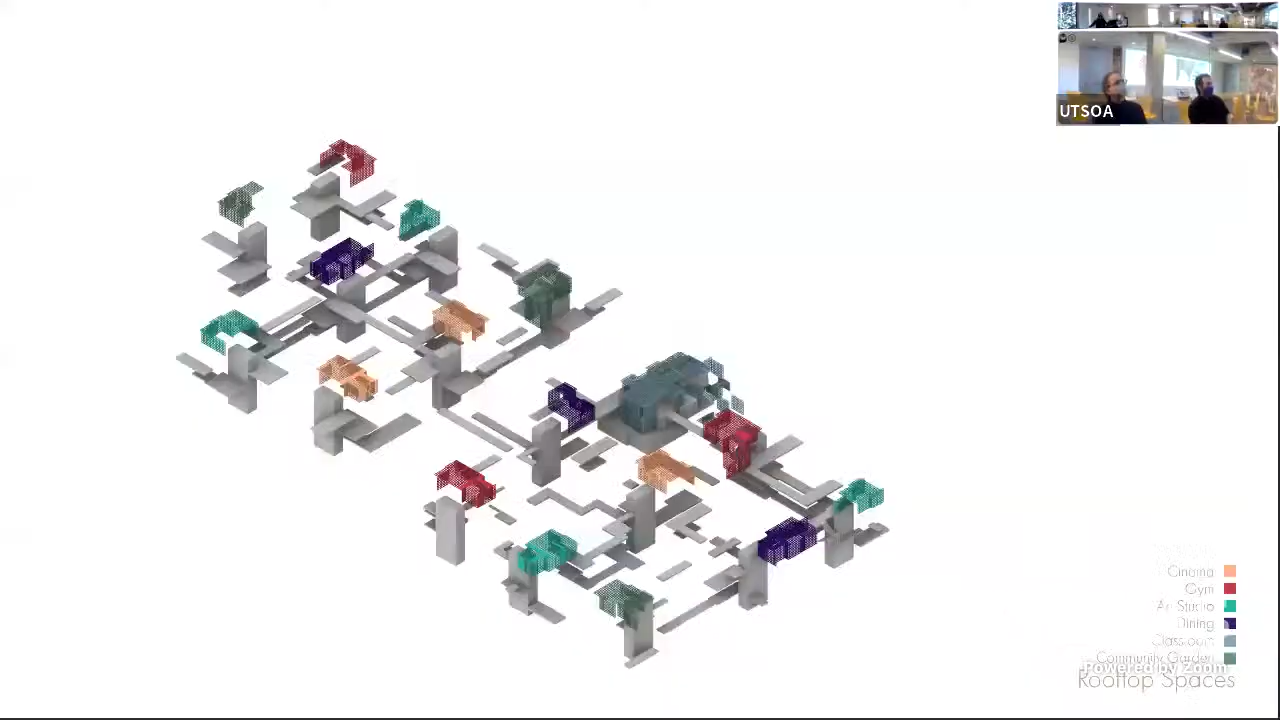 UTSOA
Cinema
Gym
Art Studio
Dining
Classroom
Community Garden
Powered by Zoom
Rooftop Spaces